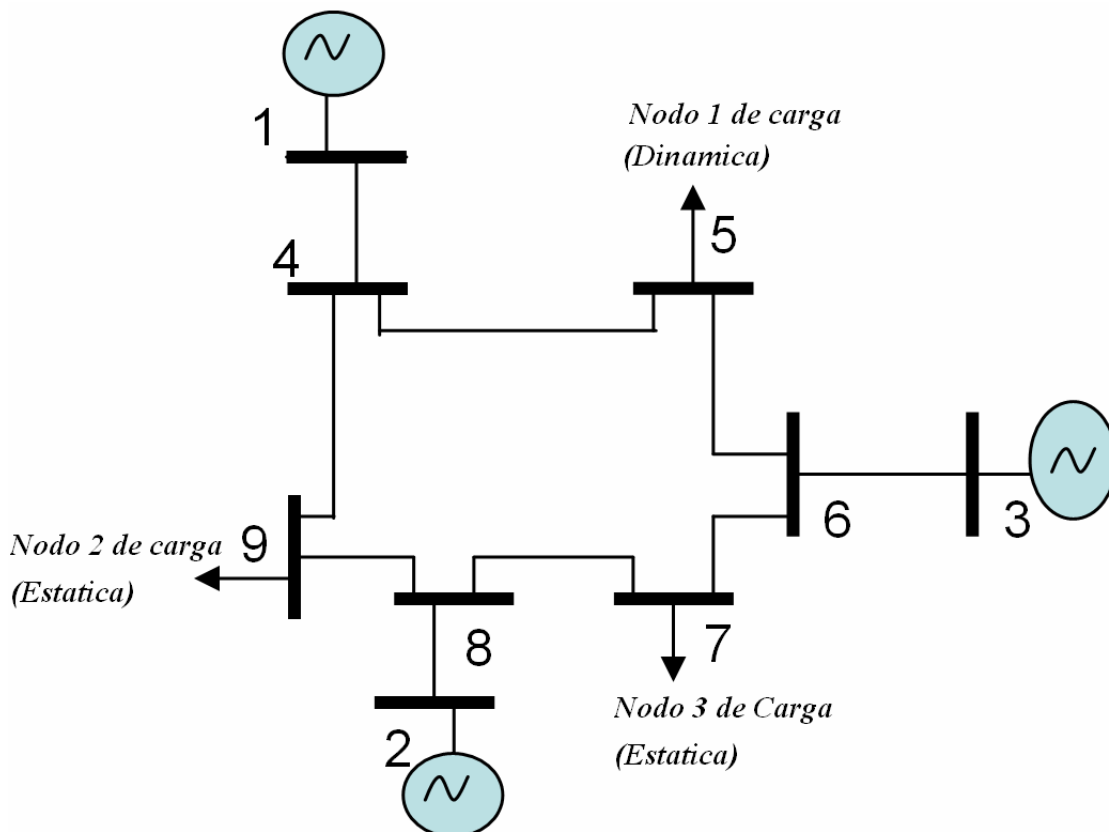 1
Nodo 1 de carga
(Dinamica)
5
4
6
3
Nodo 2 de carga
(Estatica)
9
8
7
Nodo 3 de Carga
(Estatica)
2